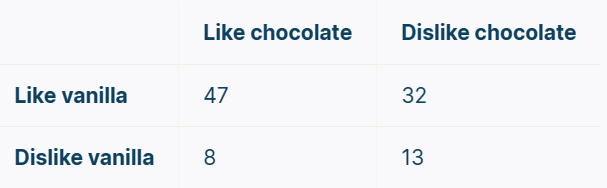 Like chocolate Dislike chocolate
Like vanilla 47 32
Dislike vanilla 8 13